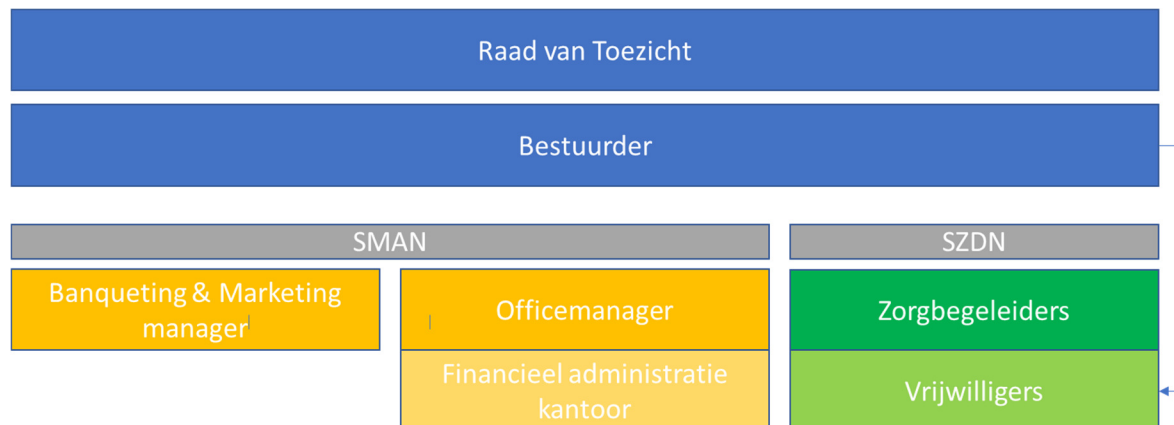 Raad van Toezicht
Bestuurder
SMAN
SZDN
Banqueting & Marketing
manager
Officemanager
Zorgbegeleiders
Financieel administratie
kantoor
Vrijwilligers